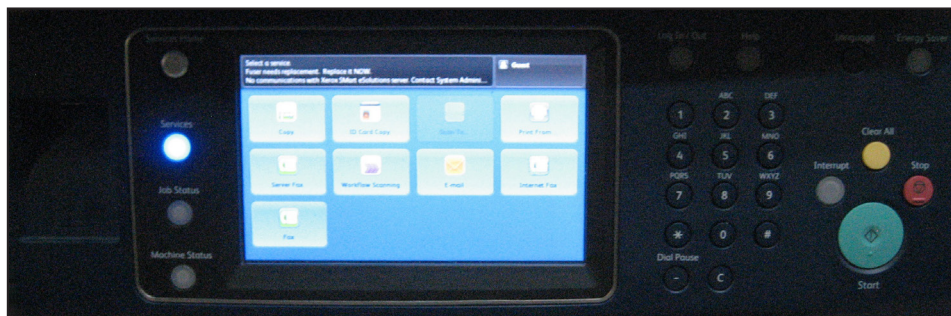 Services Home
Services
Job Status
Machine Status
Select a service.
Fuser needs replacement. Replace it NOW.
No communications with Xerox SMart eSolutions server. Contact System Admins...
Guest
Copy
ID Card Copy
Print From...
Server Fax
Workflow Scanning
E-mail
Internet Fax
Fax
Log In / Out
Help
Language
Energy Saver
ABC
DEF
1
2
3
GHI
JKL
MNO
4
5
6
PQRS
TUV
WXYZ
7
8
9
*
0
#
Dial Pause
-
C
Clear All
Interrupt
Stop
Start